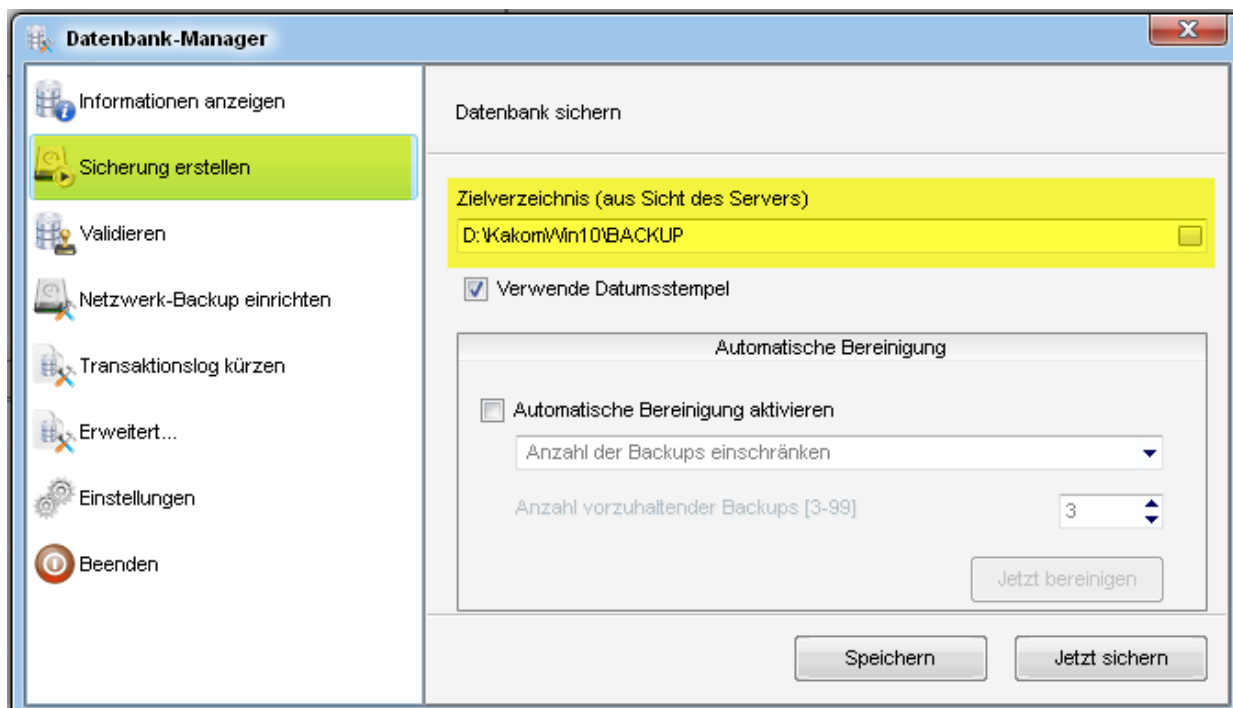 Datenbank-Manager
Informationen anzeigen
Sicherung erstellen
Validieren
Netzwerk-Backup einrichten
Transaktionslog kürzen
Erweitert...
Einstellungen
Beenden
Datenbank sichern
Zielverzeichnis (aus Sicht des Servers)
D:\KakomWin10\BACKUP
Verwende Datumsstempel
Automatische Bereinigung
Automatische Bereinigung aktivieren
Anzahl der Backups einschränken
Anzahl vorzuhaltender Backups [3-99]
3
Jetzt bereinigen
Speichern
Jetzt sichern